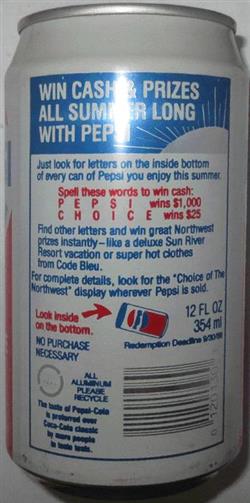 WIN CASH & PRIZES
ALL SUMMER LONG
WITH PEPSI
Just look for letters on the inside bottom
of every can of Pepsi you enjoy this summer.
Spell these words to win cash:
P E P S I wins $1,000
C H O I C E wins $25
Find other letters and win great Northwest
prizes instantly–like a deluxe Sun River
Resort vacation or super hot clothes
from Code Bleu.
For complete details, look for the "Choice of The
Northwest" display wherever Pepsi is sold.
Look inside
on the bottom.
12 FL OZ
354 ml
Redemption Deadline 9/30/88
NO PURCHASE
NECESSARY
ALL
ALUMINUM
PLEASE
RECYCLE
The taste of Pepsi-Cola
is preferred over
Coca-Cola classic
by more people
in taste tests.